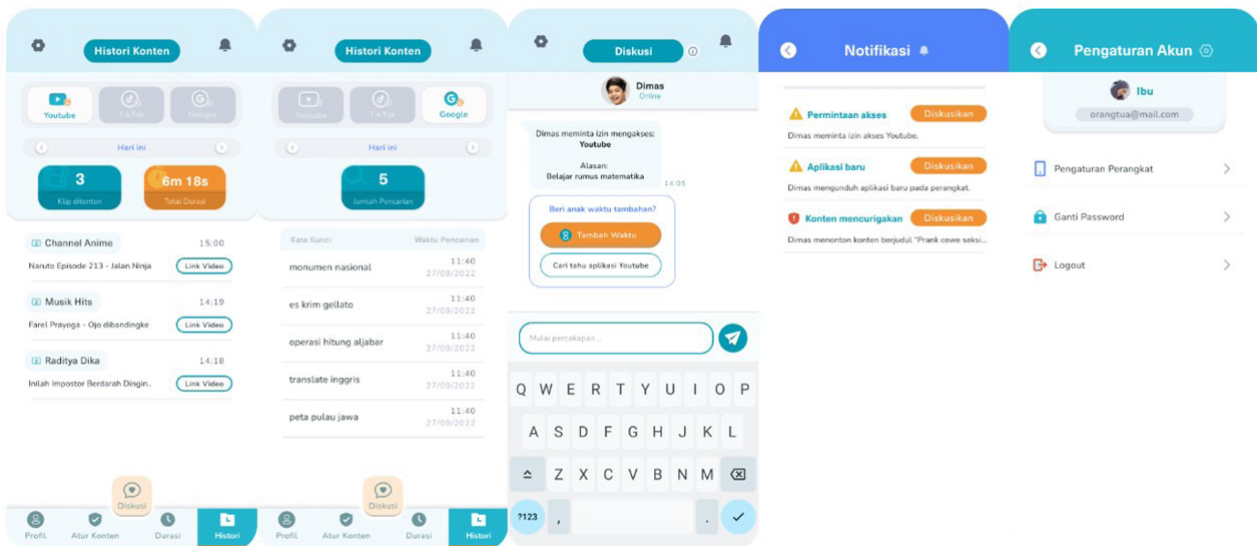 Histori Konten
Youtube
TikTok
Google
Hari ini
3
Klip ditonton
6m 18s
Total Durasi
Channel Anime
15:00
Naruto Episode 213 - Jalan Ninja
Link Video
Musik Hits
14:19
Farel Prayoga - Ojo dibandingke
Link Video
Raditya Dika
14:18
Inilah Impostor Berdarah Dingin..
Link Video
Diskusi
Profil
Atur Konten
Durasi
Histori
Histori Konten
Youtube
TikTok
Google
Hari ini
5
Jumlah Pencarian
Kata Kunci
Waktu Pencarian
monumen nasional
11:40
27/09/2022
es krim gellato
11:40
27/09/2022
operasi hitung aljabar
11:40
27/09/2022
translate inggris
11:40
27/09/2022
peta pulau jawa
11:40
27/09/2022
Diskusi
Profil
Atur Konten
Durasi
Histori
Diskusi
Dimas
Online
Dimas meminta izin mengakses:
Youtube
Alasan:
Belajar rumus matematika
14.05
Beri anak waktu tambahan?
Tambah Waktu
Cari tahu aplikasi Youtube
Mulai percakapan...
Q W E R T Y U I O P
A S D F G H J K L
Z X C V B N M
?123 , .
Notifikasi
Permintaan akses
Diskusikan
Dimas meminta izin akses Youtube.
Aplikasi baru
Diskusikan
Dimas mengunduh aplikasi baru pada perangkat.
Konten mencurigakan
Diskusikan
Dimas menonton konten berjudul "Prank cewe seksi...
Pengaturan Akun
Ibu
orangtua@mail.com
Pengaturan Perangkat
Ganti Password
Logout